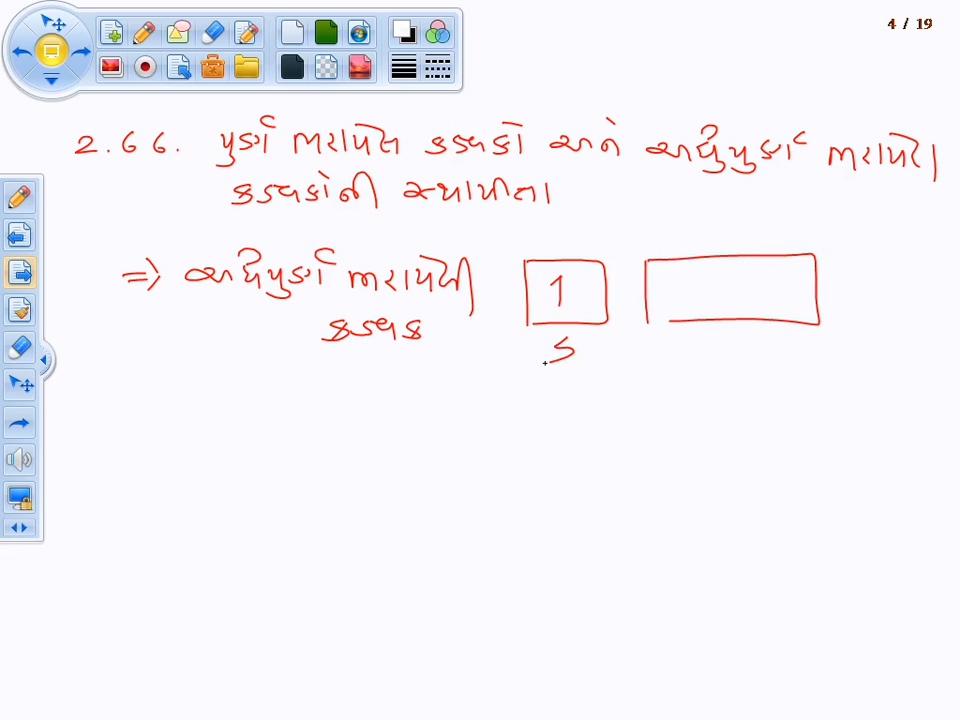 4 / 19
2.66. પુર્ણ ભરાયેલ કક્ષકો અને અર્ધપુર્ણ ભરાયેલ
કક્ષકોની સ્થાયીતા
⇒ અર્ધપુર્ણ ભરાયેલી
કક્ષક
1
s